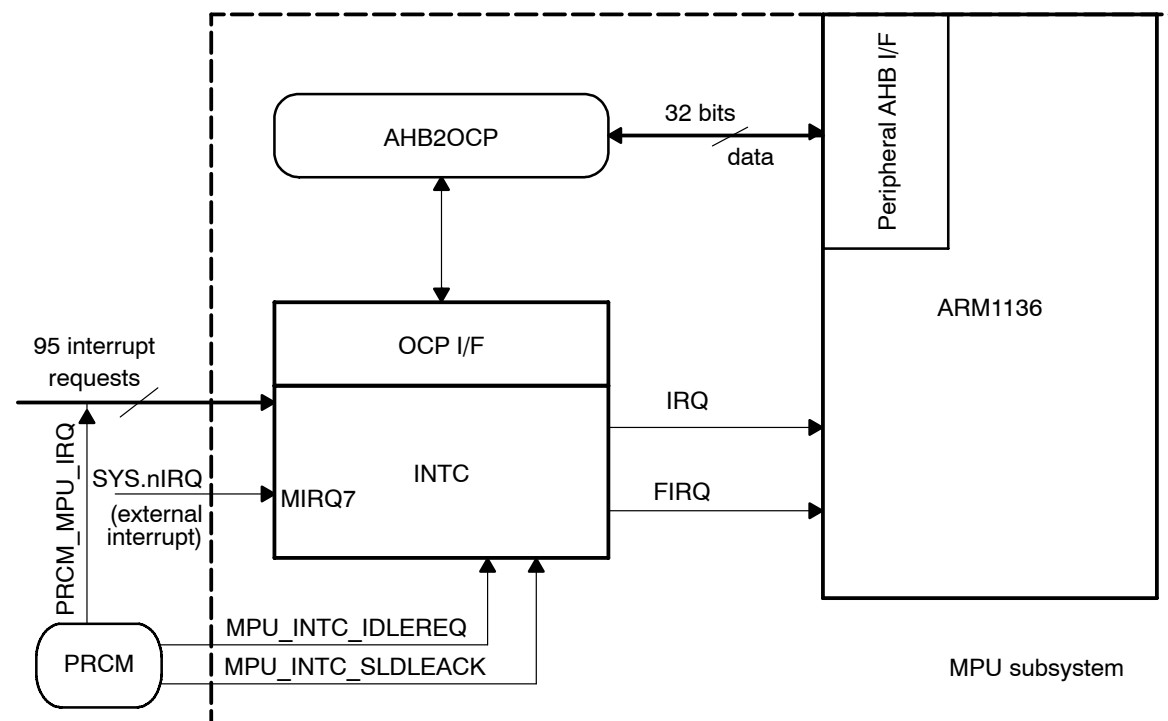 Peripheral AHB I/F
32 bits
AHB2OCP
data
ARM1136
OCP I/F
95 interrupt
requests
IRQ
PRCM_MPU_IRQ
INTC
SYS.nIRQ
MIRQ7
FIRQ
(external
interrupt)
MPU_INTC_IDLEREQ
PRCM
MPU_INTC_SLDLEACK
MPU subsystem